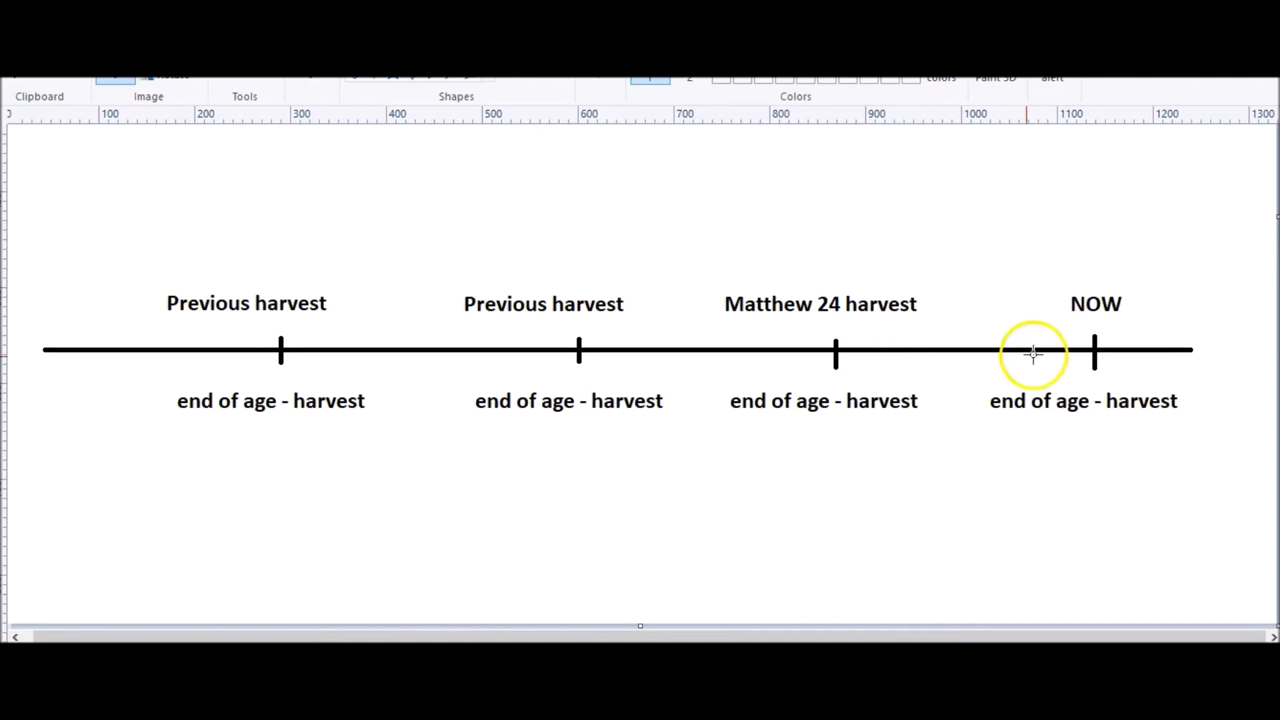 Clipboard Image Tools Shapes Colors
100 200 300 400 500 600 700 800 900 1000 1100 1200 1300
Previous harvest Previous harvest Matthew 24 harvest NOW
end of age - harvest end of age - harvest end of age - harvest end of age - harvest